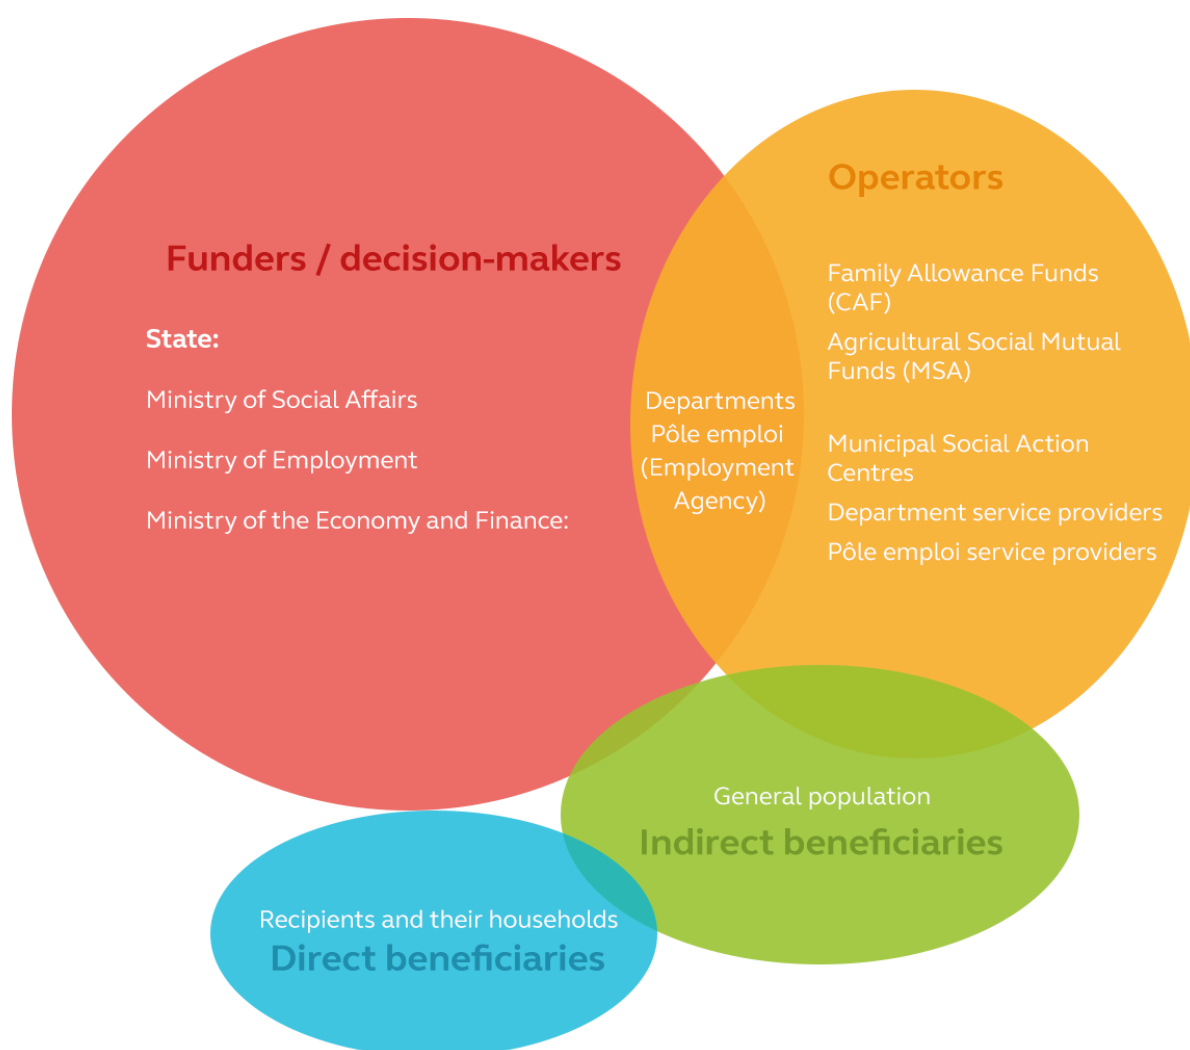 Funders / decision-makers
State:
Ministry of Social Affairs
Ministry of Employment
Ministry of the Economy and Finance:
Departments
Pôle emploi
(Employment
Agency)
Operators
Family Allowance Funds
(CAF)
Agricultural Social Mutual
Funds (MSA)
Municipal Social Action
Centres
Department service providers
Pôle emploi service providers
General population
Indirect beneficiaries
Recipients and their households
Direct beneficiaries